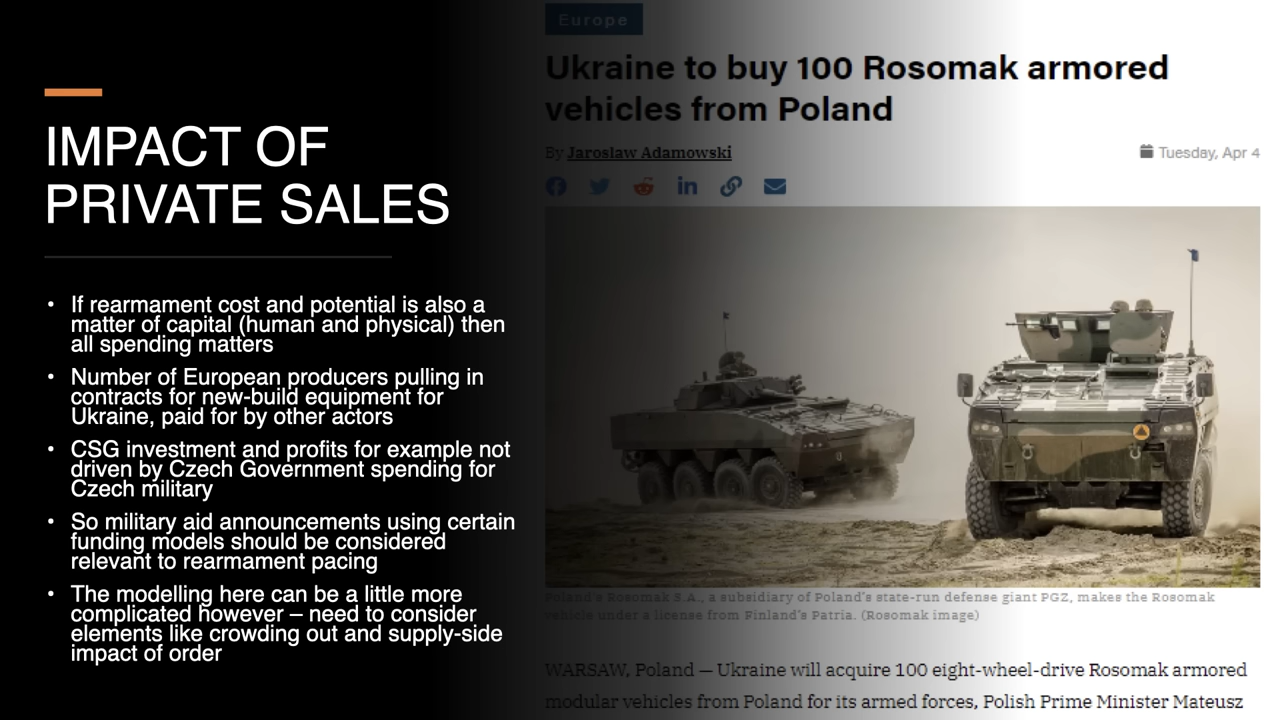 IMPACT OF
PRIVATE SALES
• If rearmament cost and potential is also a
matter of capital (human and physical) then
all spending matters
• Number of European producers pulling in
contracts for new-build equipment for
Ukraine, paid for by other actors
• CSG investment and profits for example not
driven by Czech Government spending for
Czech military
• So military aid announcements using certain
funding models should be considered
relevant to rearmament pacing
• The modelling here can be a little more
complicated however – need to consider
elements like crowding out and supply-side
impact of order
Europe
Ukraine to buy 100 Rosomak armored
vehicles from Poland
By Jaroslaw Adamowski
Tuesday, Apr 4
Poland's Rosomak S.A., a subsidiary of Poland's state-run defense giant PGZ, makes the Rosomak
vehicle under a license from Finland's Patria. (Rosomak image)
WARSAW, Poland — Ukraine will acquire 100 eight-wheel-drive Rosomak armored
modular vehicles from Poland for its armed forces, Polish Prime Minister Mateusz